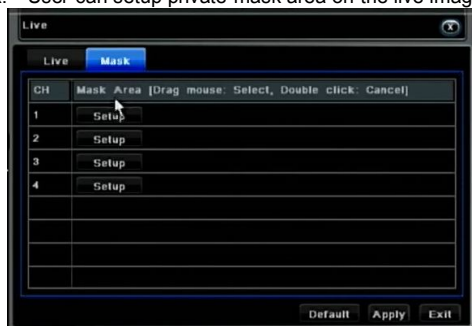 User can setup private mask area on the live imag
Live
Live Mask
CH Mask Area [Drag mouse: Select, Double click: Cancel]
1 Setup
2 Setup
3 Setup
4 Setup
Default Apply Exit